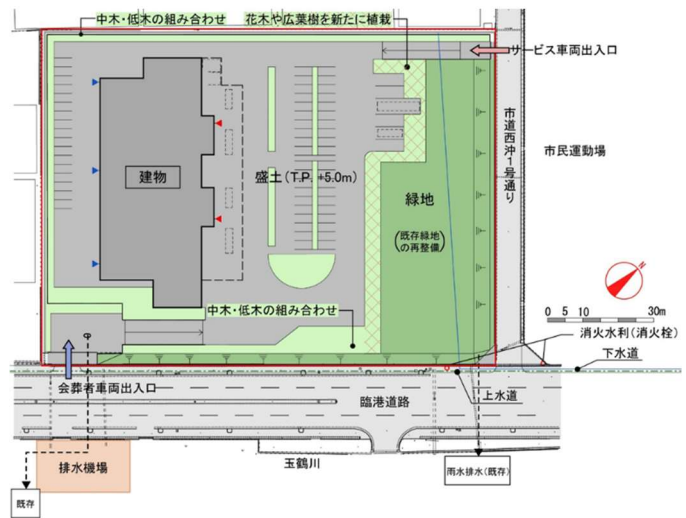 中木・低木の組み合わせ
花木や広葉樹を新たに植栽
サービス車両出入口
市道西沖1号通り
市民運動場
建物
盛土(T.P. +5.0m)
緑地
(既存緑地
の再整備)
N
0 5 10 30m
中木・低木の組み合わせ
消火水利(消火栓)
下水道
会葬者車両出入口
上水道
臨港道路
排水機場
玉鶴川
雨水排水(既存)
既存